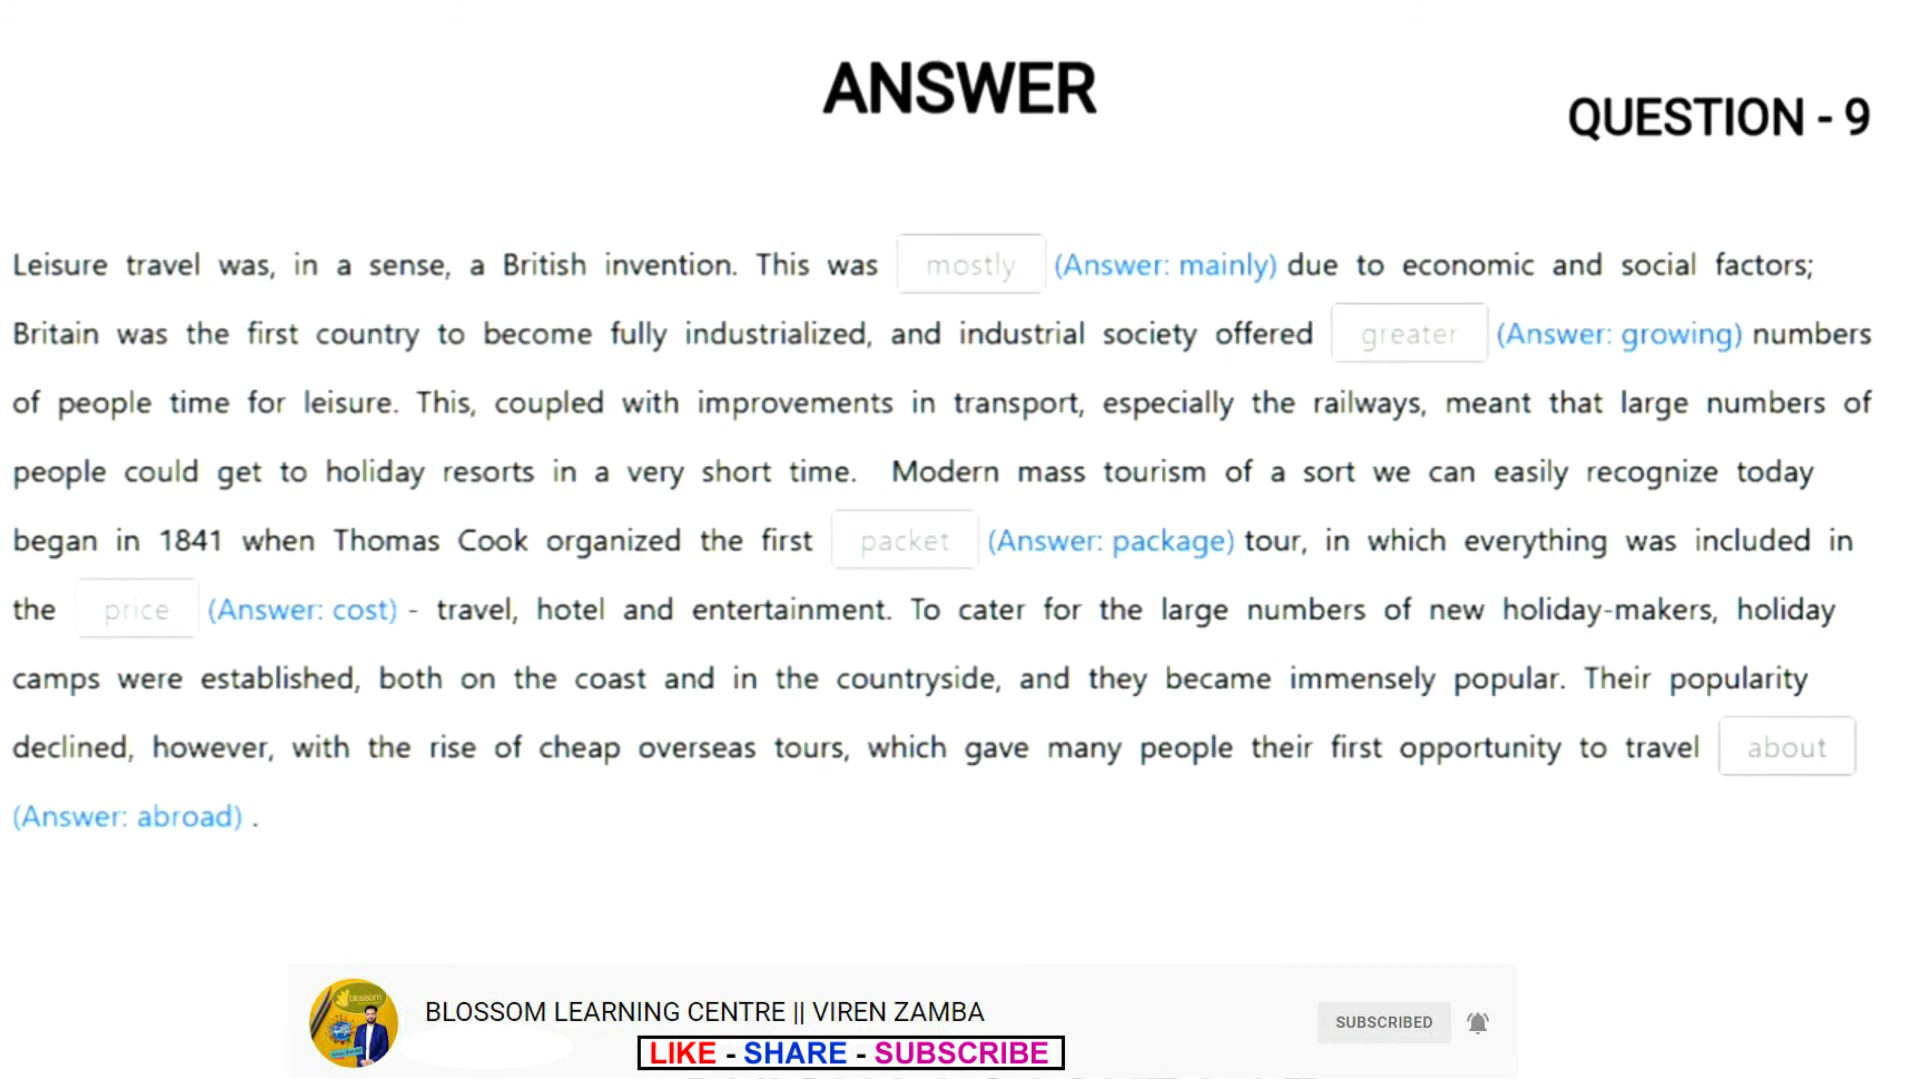 ANSWER
QUESTION - 9
Leisure travel was, in a sense, a British invention. This was mostly (Answer: mainly) due to economic and social factors;
Britain was the first country to become fully industrialized, and industrial society offered greater (Answer: growing) numbers
of people time for leisure. This, coupled with improvements in transport, especially the railways, meant that large numbers of
people could get to holiday resorts in a very short time. Modern mass tourism of a sort we can easily recognize today
began in 1841 when Thomas Cook organized the first packet (Answer: package) tour, in which everything was included in
the price (Answer: cost) - travel, hotel and entertainment. To cater for the large numbers of new holiday-makers, holiday
camps were established, both on the coast and in the countryside, and they became immensely popular. Their popularity
declined, however, with the rise of cheap overseas tours, which gave many people their first opportunity to travel about
(Answer: abroad) .
blossom
BLOSSOM LEARNING CENTRE || VIREN ZAMBA
SUBSCRIBED
LIKE - SHARE - SUBSCRIBE